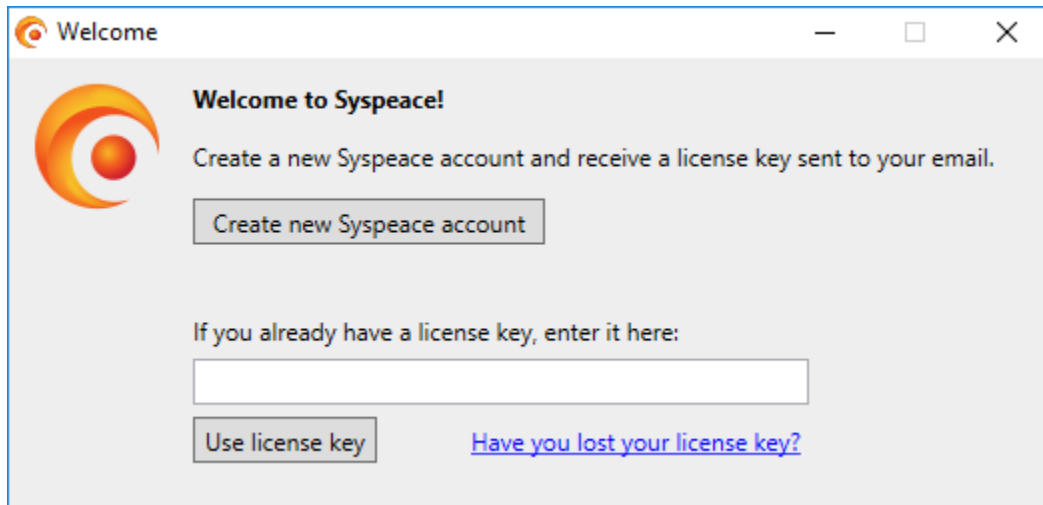 Welcome
Welcome to Syspeace!
Create a new Syspeace account and receive a license key sent to your email.
Create new Syspeace account
If you already have a license key, enter it here:
Use license key
Have you lost your license key?